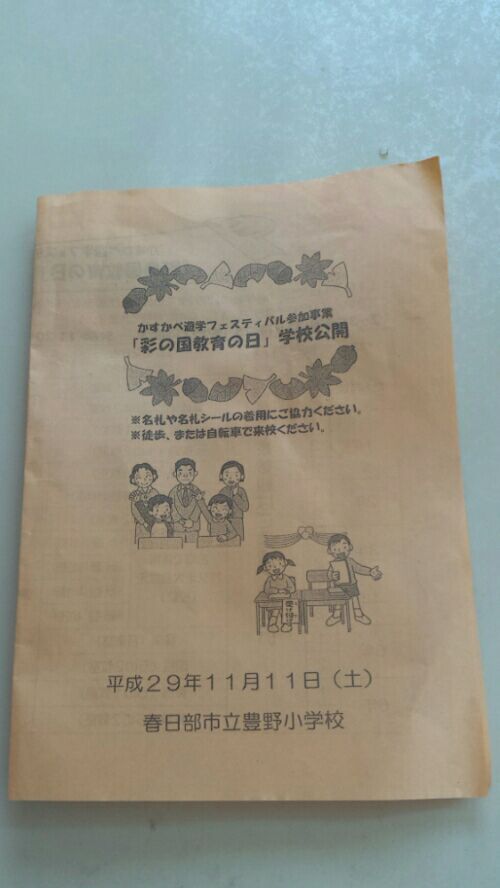 かすかべ遊学フェスティバル参加事業
「彩の国教育の日」学校公開
※名札や名札シールの着用にご協力ください。
※徒歩、または自転車で来校ください。
平成29年11月11日（土）
春日部市立豊野小学校